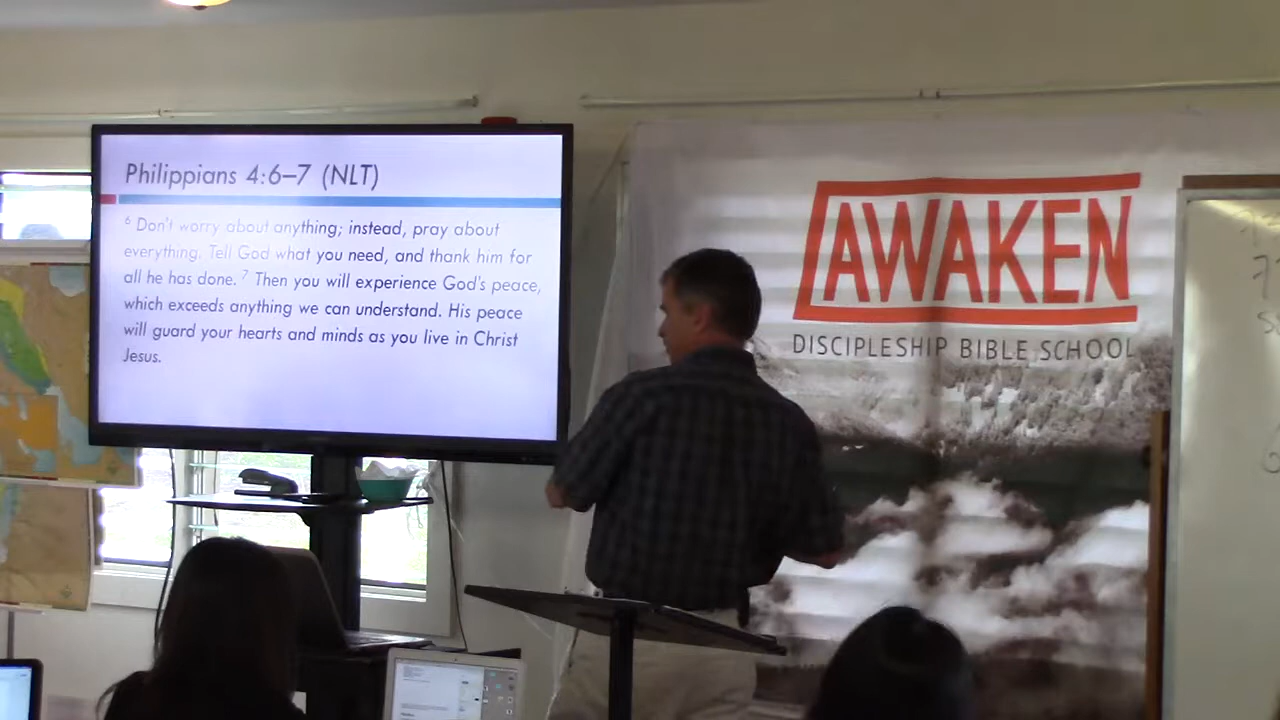 Philippians 4:6–7 (NLT)
6 Don't worry about anything; instead, pray about
everything. Tell God what you need, and thank him for
all he has done. 7 Then you will experience God's peace,
which exceeds anything we can understand. His peace
will guard your hearts and minds as you live in Christ
Jesus.
AWAKEN
DISCIPLESHIP BIBLE SCHOOL